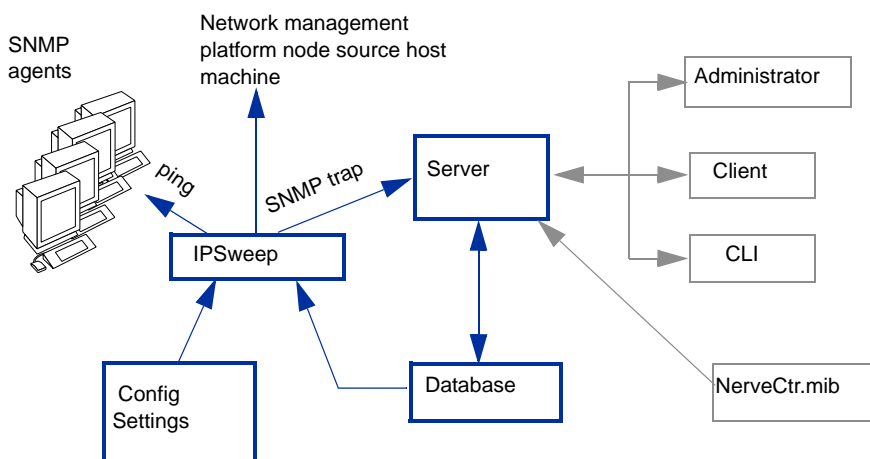 SNMP
agents
Network management
platform node source host
machine
Administrator
ping
SNMP trap
Server
Client
IPSweep
CLI
Config
Settings
Database
NerveCtr.mib